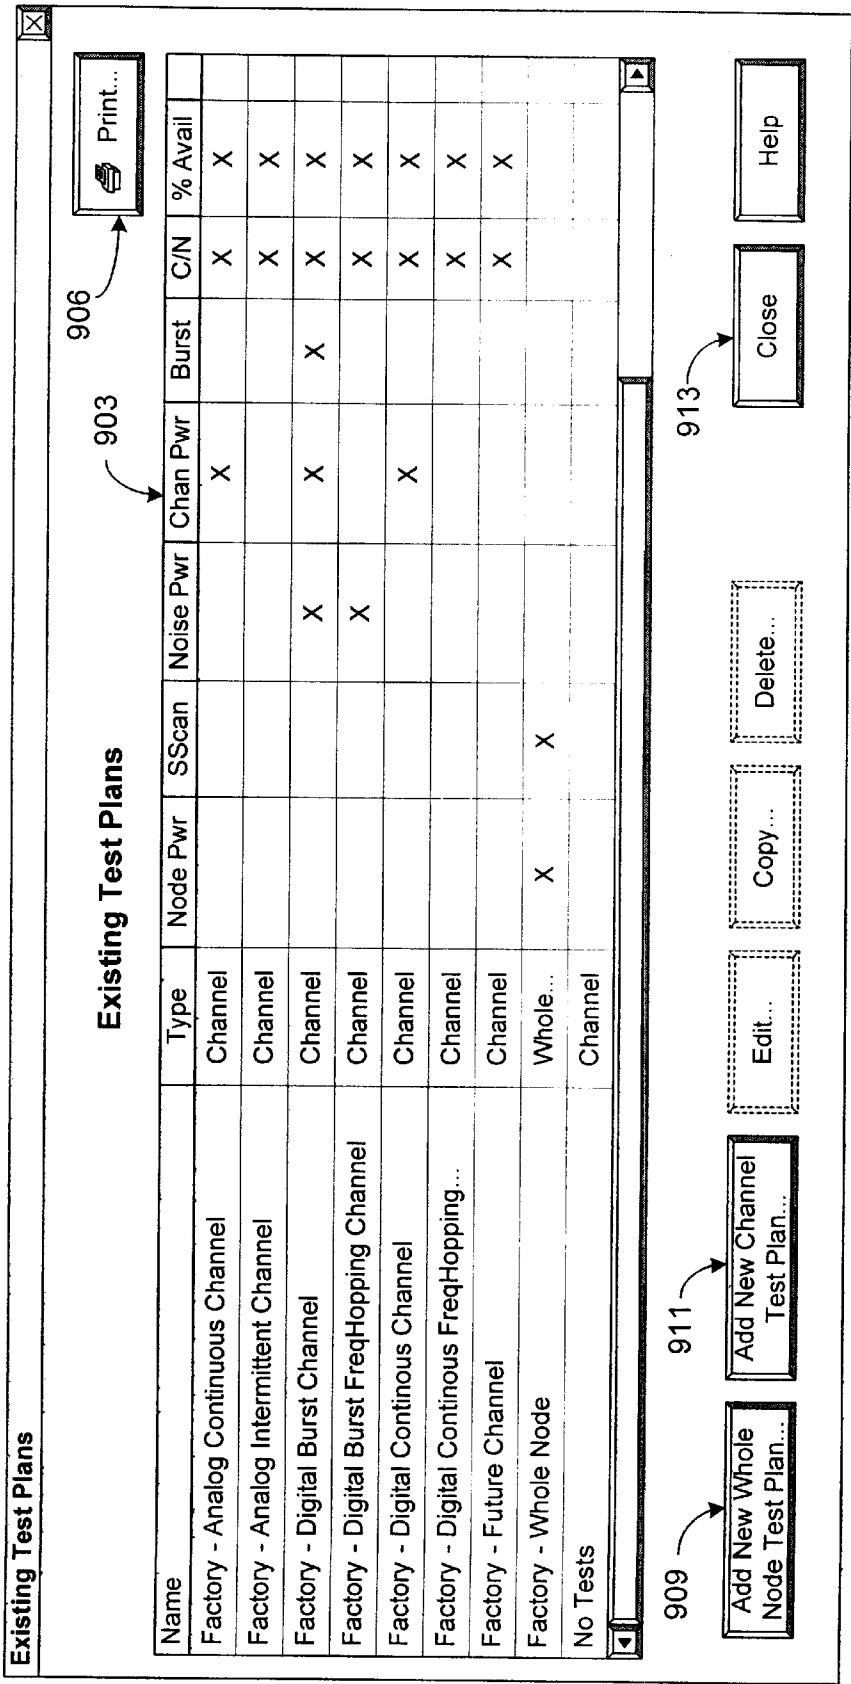 Existing Test Plans
X
Existing Test Plans
906
Print...
903
Name Type Node Pwr SScan Noise Pwr Chan Pwr Burst C/N % Avail
Factory - Analog Continuous Channel Channel X X X
Factory - Analog Intermittent Channel Channel X X
Factory - Digital Burst Channel Channel X X X X X
Factory - Digital Burst FreqHopping Channel Channel X X X
Factory - Digital Continous Channel Channel X X X
Factory - Digital Continous FreqHopping... Channel X X
Factory - Future Channel Channel X X
Factory - Whole Node Whole... X X
No Tests Channel
909
911
913
Add New Whole
Node Test Plan...
Add New Channel
Test Plan...
Edit...
Copy...
Delete...
Close
Help